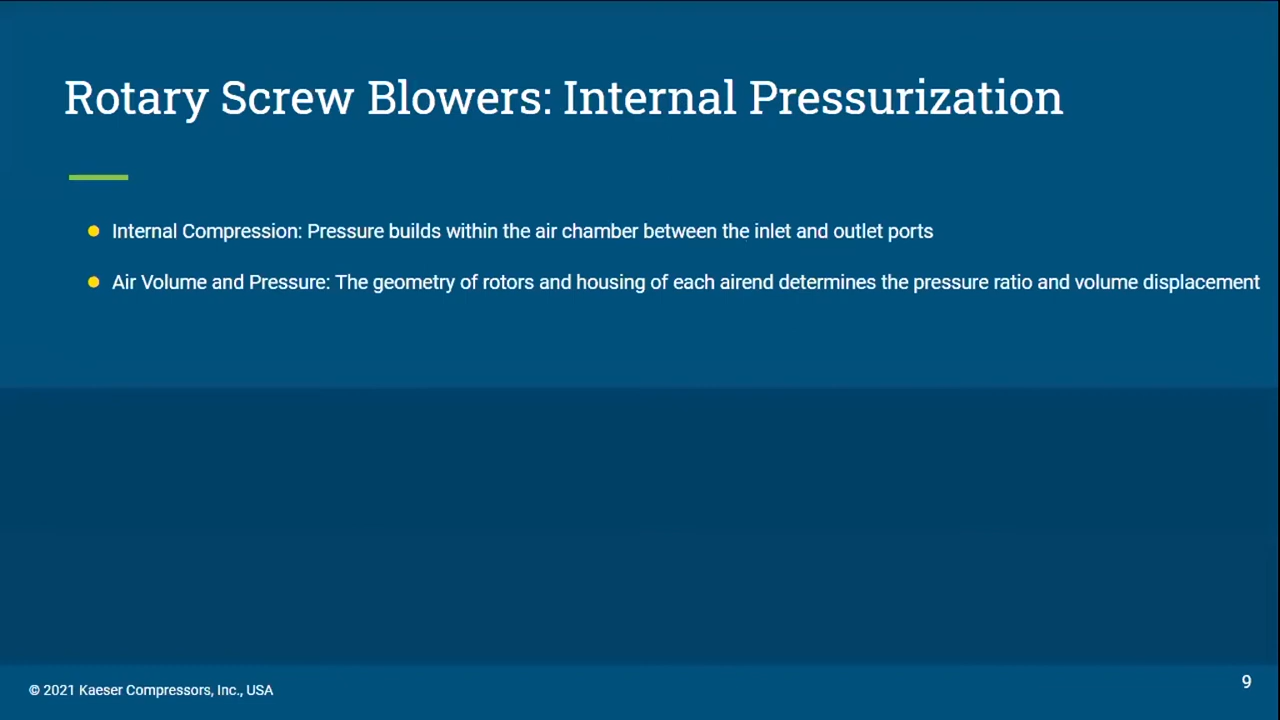 Rotary Screw Blowers: Internal Pressurization
Internal Compression: Pressure builds within the air chamber between the inlet and outlet ports
Air Volume and Pressure: The geometry of rotors and housing of each airend determines the pressure ratio and volume displacement
© 2021 Kaeser Compressors, Inc., USA
9